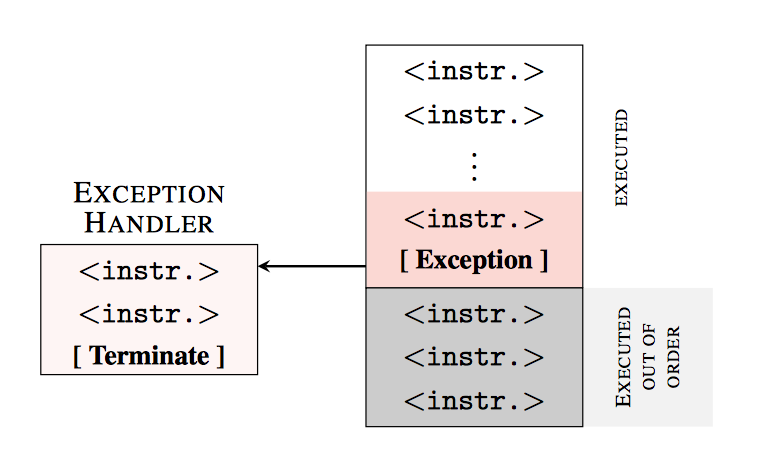 <instr.>
<instr.>
⋮
<instr.>
[ Exception ]
<instr.>
<instr.>
<instr.>
EXECUTED
EXECUTED
OUT OF
ORDER
EXCEPTION
HANDLER
<instr.>
<instr.>
[ Terminate ]